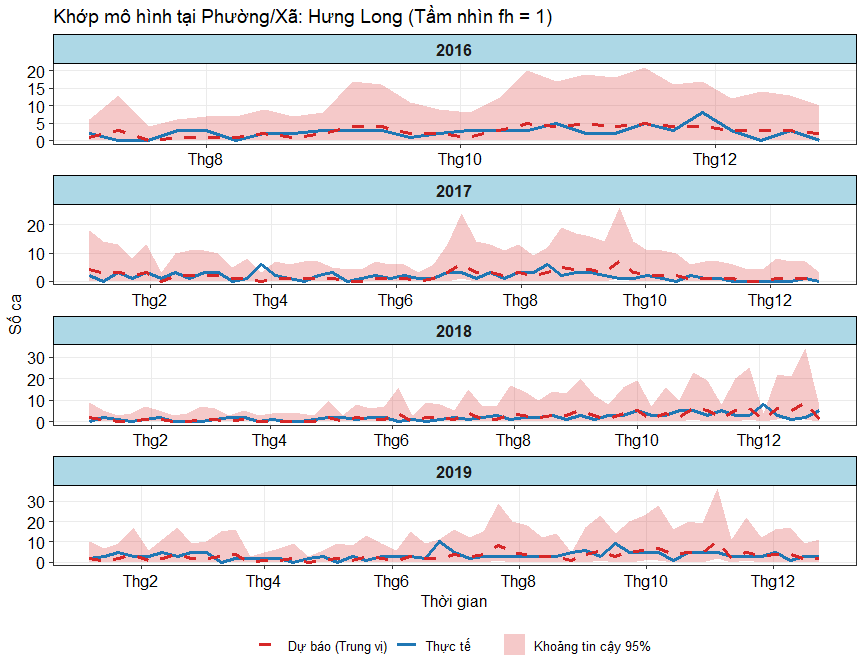 Khớp mô hình tại Phường/Xã: Hưng Long (Tầm nhìn fh = 1)
2016
20
15
10
5
0
Thg8 Thg10 Thg12
2017
20
10
0
Thg2 Thg4 Thg6 Thg8 Thg10 Thg12
Số ca
2018
30
20
10
0
Thg2 Thg4 Thg6 Thg8 Thg10 Thg12
2019
30
20
10
0
Thg2 Thg4 Thg6 Thg8 Thg10 Thg12
Thời gian
Dự báo (Trung vị) Thực tế Khoảng tin cậy 95%